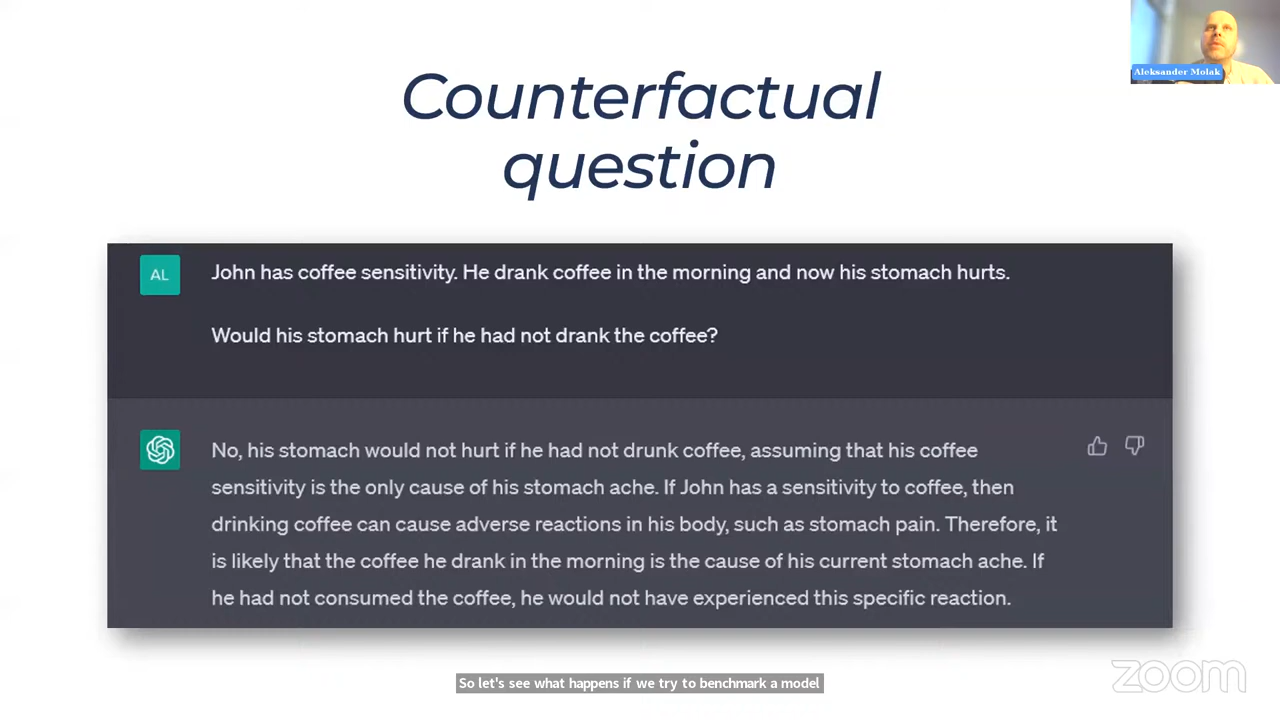 Aleksander Molak
Counterfactual
question
AL
John has coffee sensitivity. He drank coffee in the morning and now his stomach hurts.
Would his stomach hurt if he had not drank the coffee?
No, his stomach would not hurt if he had not drunk coffee, assuming that his coffee
sensitivity is the only cause of his stomach ache. If John has a sensitivity to coffee, then
drinking coffee can cause adverse reactions in his body, such as stomach pain. Therefore, it
is likely that the coffee he drank in the morning is the cause of his current stomach ache. If
he had not consumed the coffee, he would not have experienced this specific reaction.
zoom
So let's see what happens if we try to benchmark a model